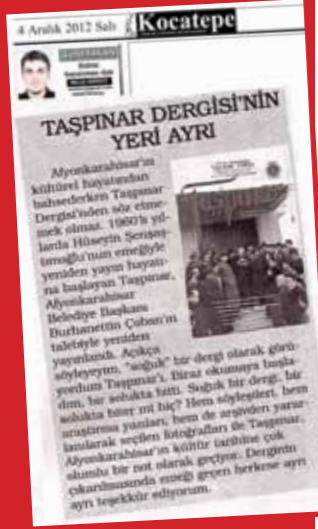 4 Aralık 2012 Salı
Kocatepe
TAŞPINAR DERGİSİ'NİN
YERİ AYRI
Afyonkarahisar'ın
kültürel hayatından
bahsederken Taşpınar
Dergisi'nden söz etme-
mek olmaz. 1960'lı yıl-
larda Hüseyin
emeğiyle
yeniden yayın hayatı-
na başlayan Taşpınar,
Afyonkarahisar
Belediye Başkanı
Burhanettin Çoban'ın
talebiyle yeniden
yayınlandı. Açıkça
söyleyeyim, "soğuk" bir dergi olarak görü-
yordum Taşpınar'ı. Biraz okumaya başla-
dım, bir solukta bitti. Soğuk bir dergi, bir
solukta biter mi hiç? Hem söyleşileri, hem
araştırma yazıları, hem de arşivden yarar-
lanılarak seçilen fotoğrafları ile Taşpınar,
Afyonkarahisar'ın kültür tarihine çok
olumlu bir not olarak geçiyor. Derginin
çıkarılmasında emeği geçen herkese ayrı
ayrı teşekkür ediyorum.